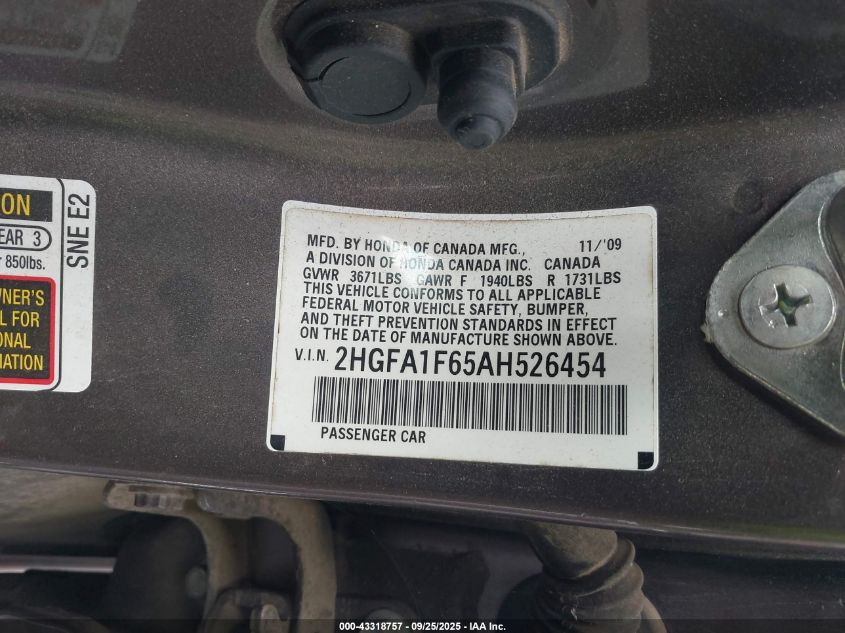 ION
EAR 3
r 850lbs.
WNER'S
L FOR
ONAL
MATION
SNE E2
MFD. BY HONDA OF CANADA MFG., 11/'09
A DIVISION OF HONDA CANADA INC. CANADA
GVWR 3671LBS GAWR F 1940LBS R 1731LBS
THIS VEHICLE CONFORMS TO ALL APPLICABLE
FEDERAL MOTOR VEHICLE SAFETY, BUMPER,
AND THEFT PREVENTION STANDARDS IN EFFECT
ON THE DATE OF MANUFACTURE SHOWN ABOVE.
V.I.N. 2HGFA1F65AH526454
PASSENGER CAR
000-43318757 - 09/25/2025 - IAA Inc.